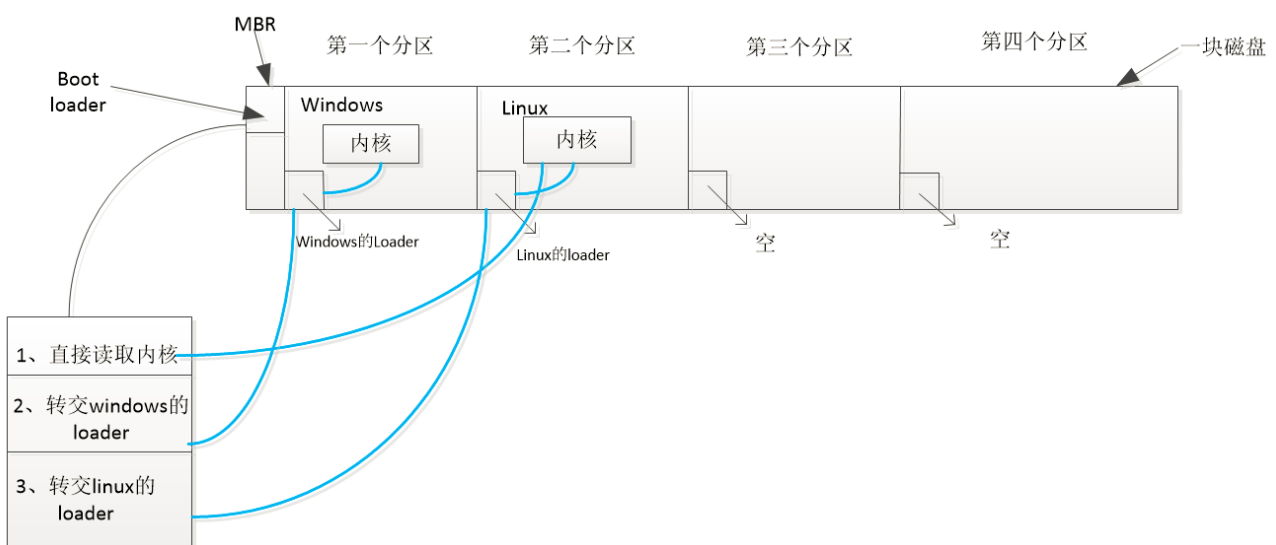 MBR
第一个分区
第二个分区
第三个分区
第四个分区
一块磁盘
Boot
loader
Windows
Linux
内核
内核
Windows的Loader
Linux的loader
空
空
1、直接读取内核
2、转交windows的
loader
3、转交linux的
loader